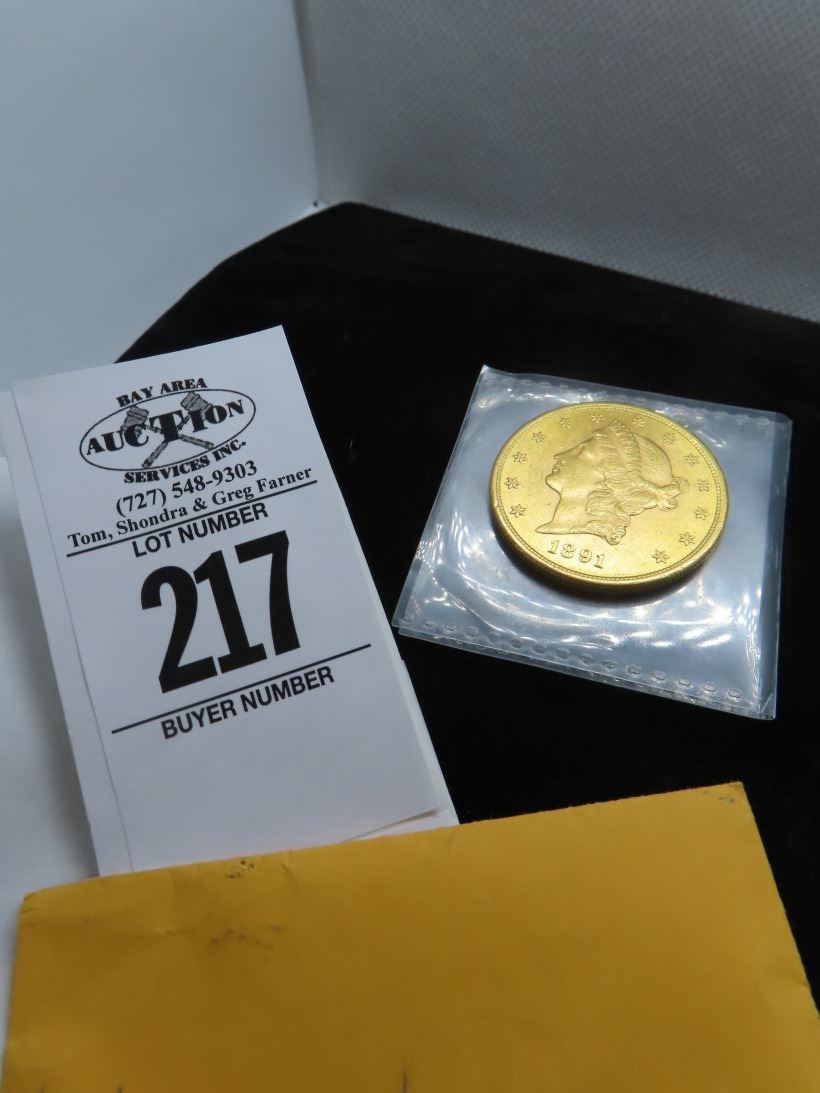 BAY AREA
AUCTION
SERVICES INC.
(727) 548-9303
Tom, Shondra & Greg Farner
LOT NUMBER
217
BUYER NUMBER
1891